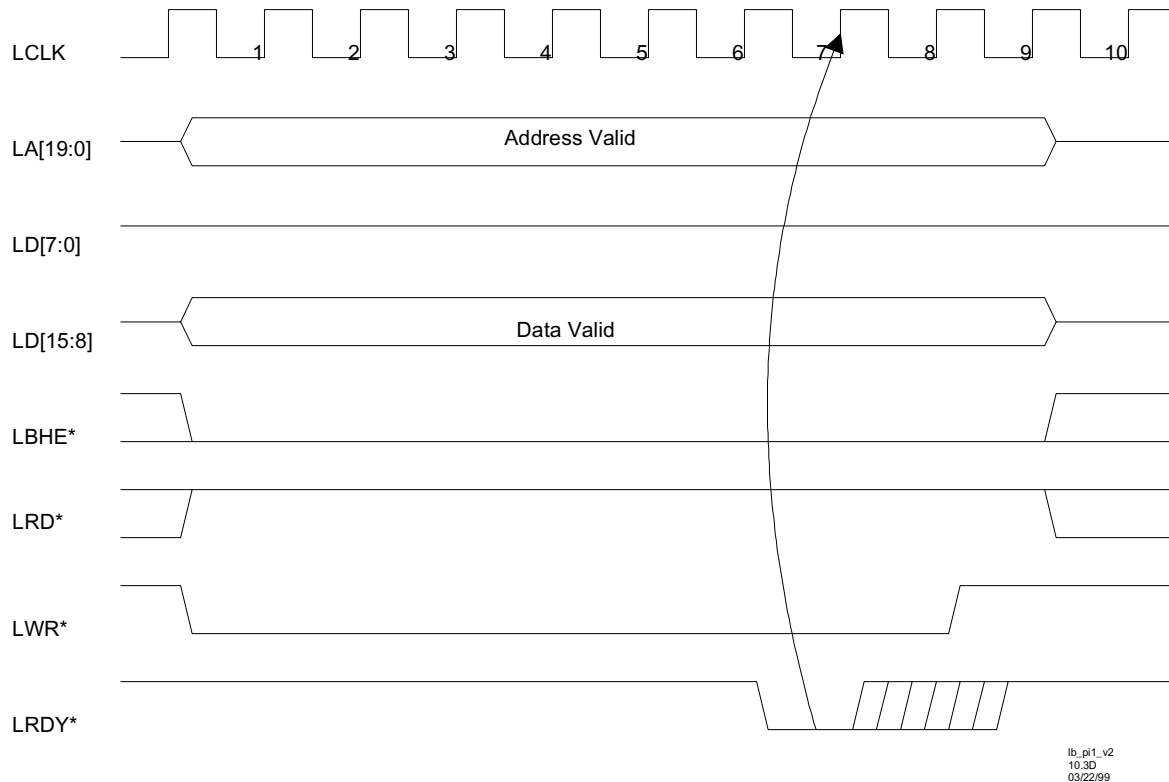 LCLK 1 2 3 4 5 6 7 8 9 10
LA[19:0] Address Valid
LD[7:0]
LD[15:8] Data Valid
LBHE*
LRD*
LWR*
LRDY*
lb_pi1_v2
10.3D
03/22/99